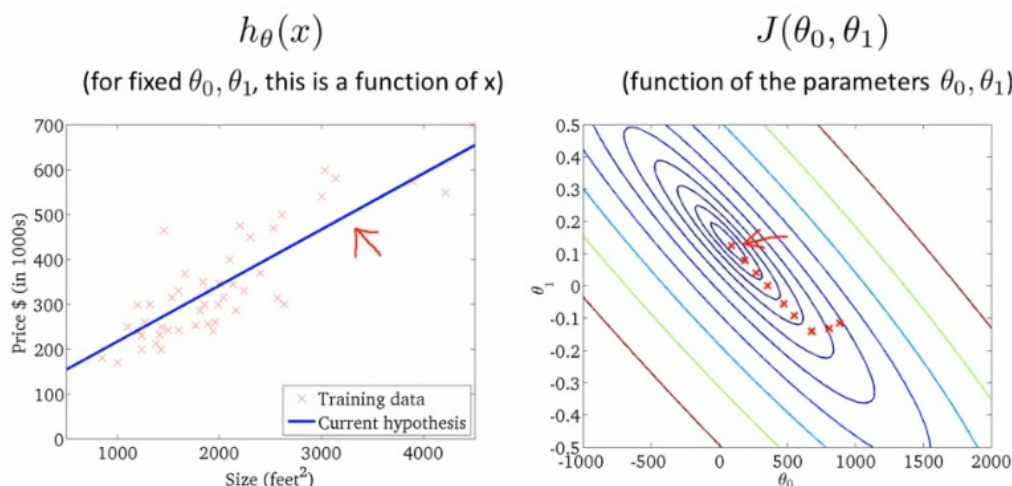 hθ(x)
(for fixed θ0, θ1, this is a function of x)
700
600
500
400
300
200
100
0
Price $ (in 1000s)
1000 2000 3000 4000
Size (feet²)
Training data
Current hypothesis
J(θ0, θ1)
(function of the parameters θ0, θ1)
0.5
0.4
0.3
0.2
0.1
0
-0.1
-0.2
-0.3
-0.4
-0.5
θ1
-1000 -500 0 500 1000 1500 2000
θ0